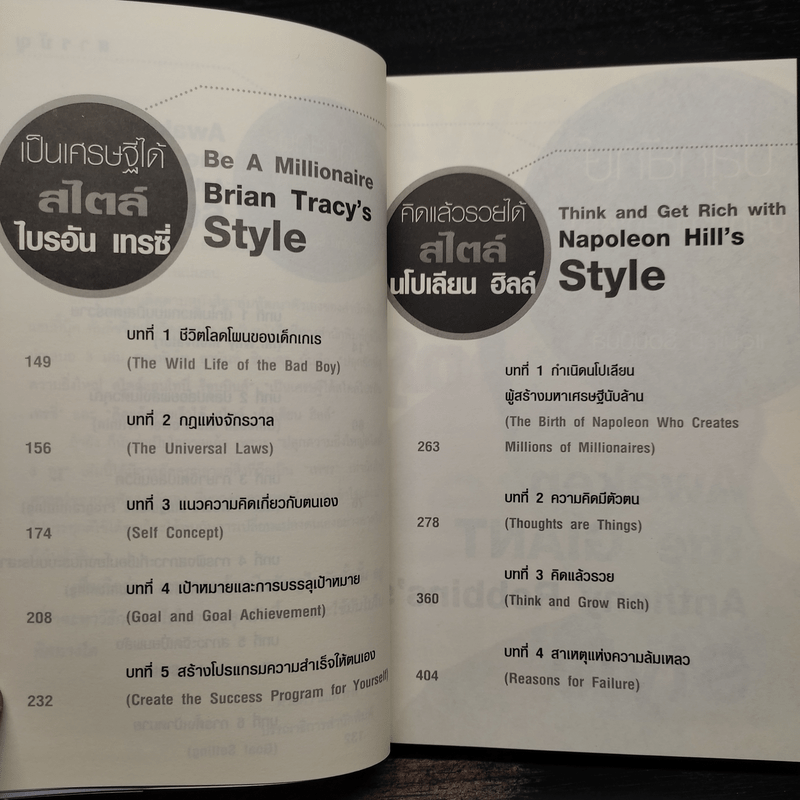 เป็นเศรษฐีได้
สไตล์
ไบรอัน เทรซี่
Be A Millionaire
Brian Tracy's
Style
บทที่ 1 ชีวิตโลดโผนของเด็กเกเร
149 (The Wild Life of the Bad Boy)
บทที่ 2 กฎแห่งจักรวาล
156 (The Universal Laws)
บทที่ 3 แนวความคิดเกี่ยวกับตนเอง
174 (Self Concept)
บทที่ 4 เป้าหมายและการบรรลุเป้าหมาย
208 (Goal and Goal Achievement)
บทที่ 5 สร้างโปรแกรมความสำเร็จให้ตนเอง
232 (Create the Success Program for Yourself)
คิดแล้วรวยได้
สไตล์
นโปเลียน ฮิลล์
Think and Get Rich with
Napoleon Hill's
Style
บทที่ 1 กำเนิดนโปเลียน
ผู้สร้างมหาเศรษฐีนับล้าน
(The Birth of Napoleon Who Creates
263 Millions of Millionaires)
บทที่ 2 ความคิดมีตัวตน
278 (Thoughts are Things)
บทที่ 3 คิดแล้วรวย
360 (Think and Grow Rich)
บทที่ 4 สาเหตุแห่งความล้มเหลว
404 (Reasons for Failure)